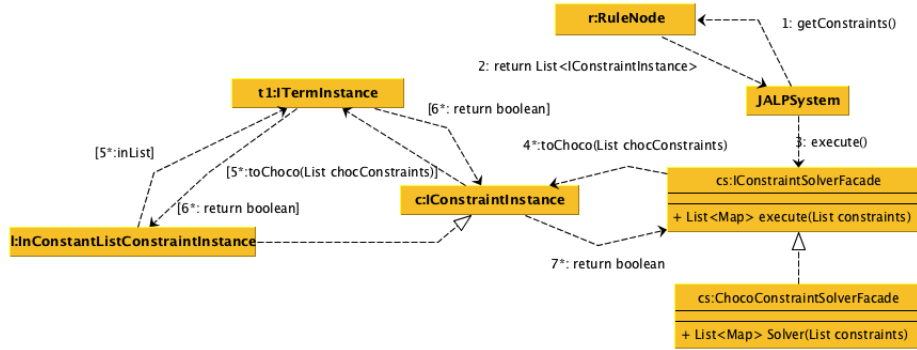 r:RuleNode
1: getConstraints()
2: return List<IConstraintInstance>
t1:ITermInstance
JALPSystem
[6*: return boolean]
3: execute()
[5*:inList]
4*:toChoco(List chocConstraints)
[5*:toChoco(List chocConstraints)]
cs:IConstraintSolverFacade
c:IConstraintInstance
[6*: return boolean]
+ List<Map> execute(List constraints)
l:InConstantListConstraintInstance
7*: return boolean
cs:ChocoConstraintSolverFacade
+ List<Map> Solver(List constraints)